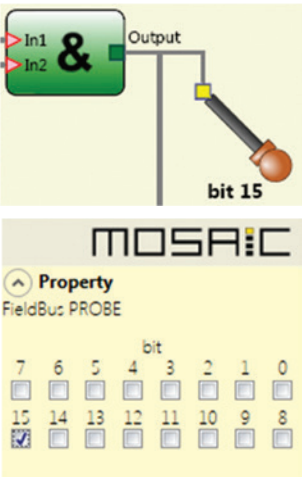 In1
In2
&
Output
bit 15
MOSAIC
Property
FieldBus PROBE
bit
7 6 5 4 3 2 1 0
15 14 13 12 11 10 9 8